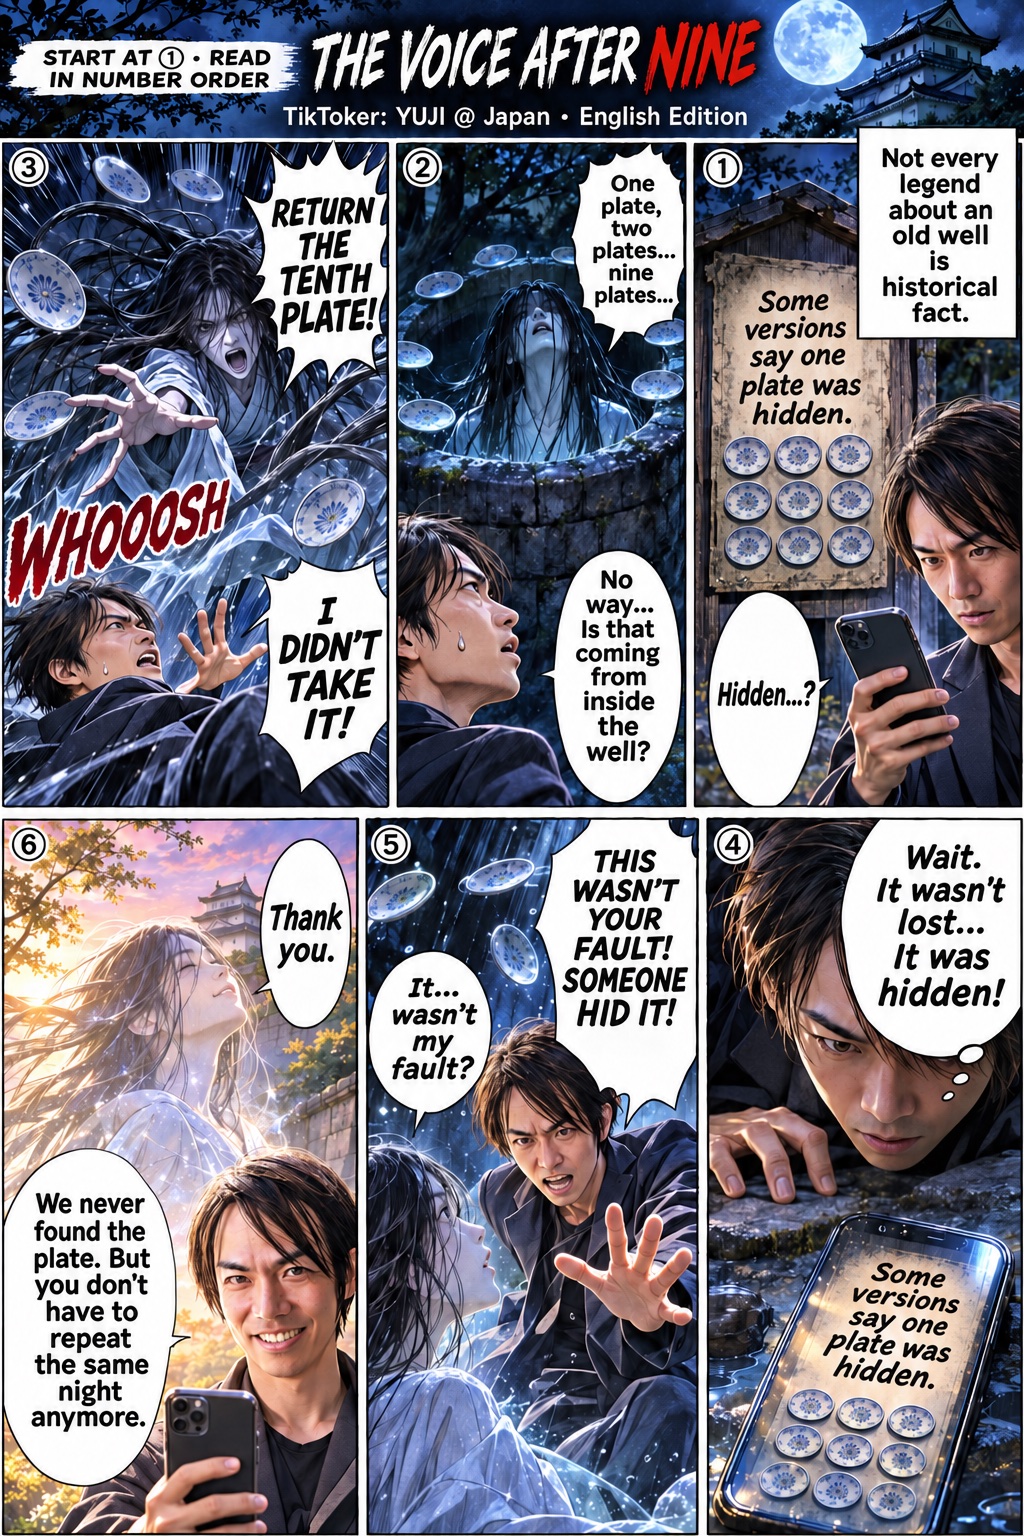 START AT ① • READ
IN NUMBER ORDER
THE VOICE AFTER NINE
TikToker: YUJI @ Japan • English Edition
①
Not every
legend
about an
old well
is
historical
fact.
Some
versions
say one
plate was
hidden.
Hidden...?
②
One
plate,
two
plates...
nine
plates...
No
way...
Is that
coming
from
inside
the
well?
③
RETURN
THE
TENTH
PLATE!
WHOOOSH
I
DIDN'T
TAKE
IT!
④
Wait.
It wasn't
lost...
It was
hidden!
Some
versions
say one
plate was
hidden.
⑤
THIS
WASN'T
YOUR
FAULT!
SOMEONE
HID IT!
It...
wasn't
my
fault?
⑥
Thank
you.
We never
found the
plate. But
you don't
have to
repeat
the same
night
anymore.